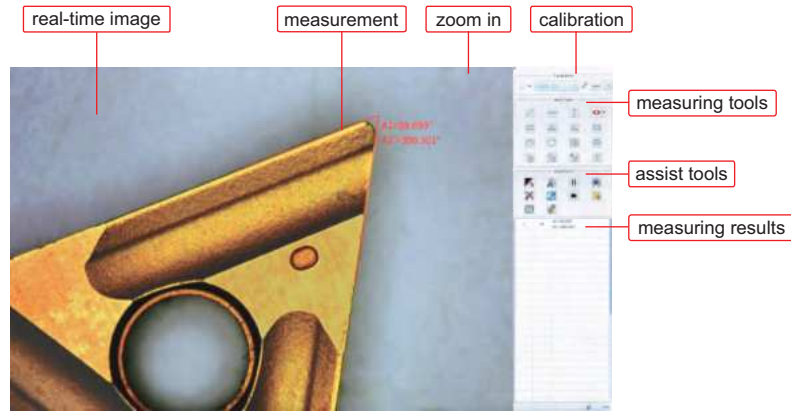 real-time image
measurement
zoom in
calibration
measuring tools
assist tools
measuring results